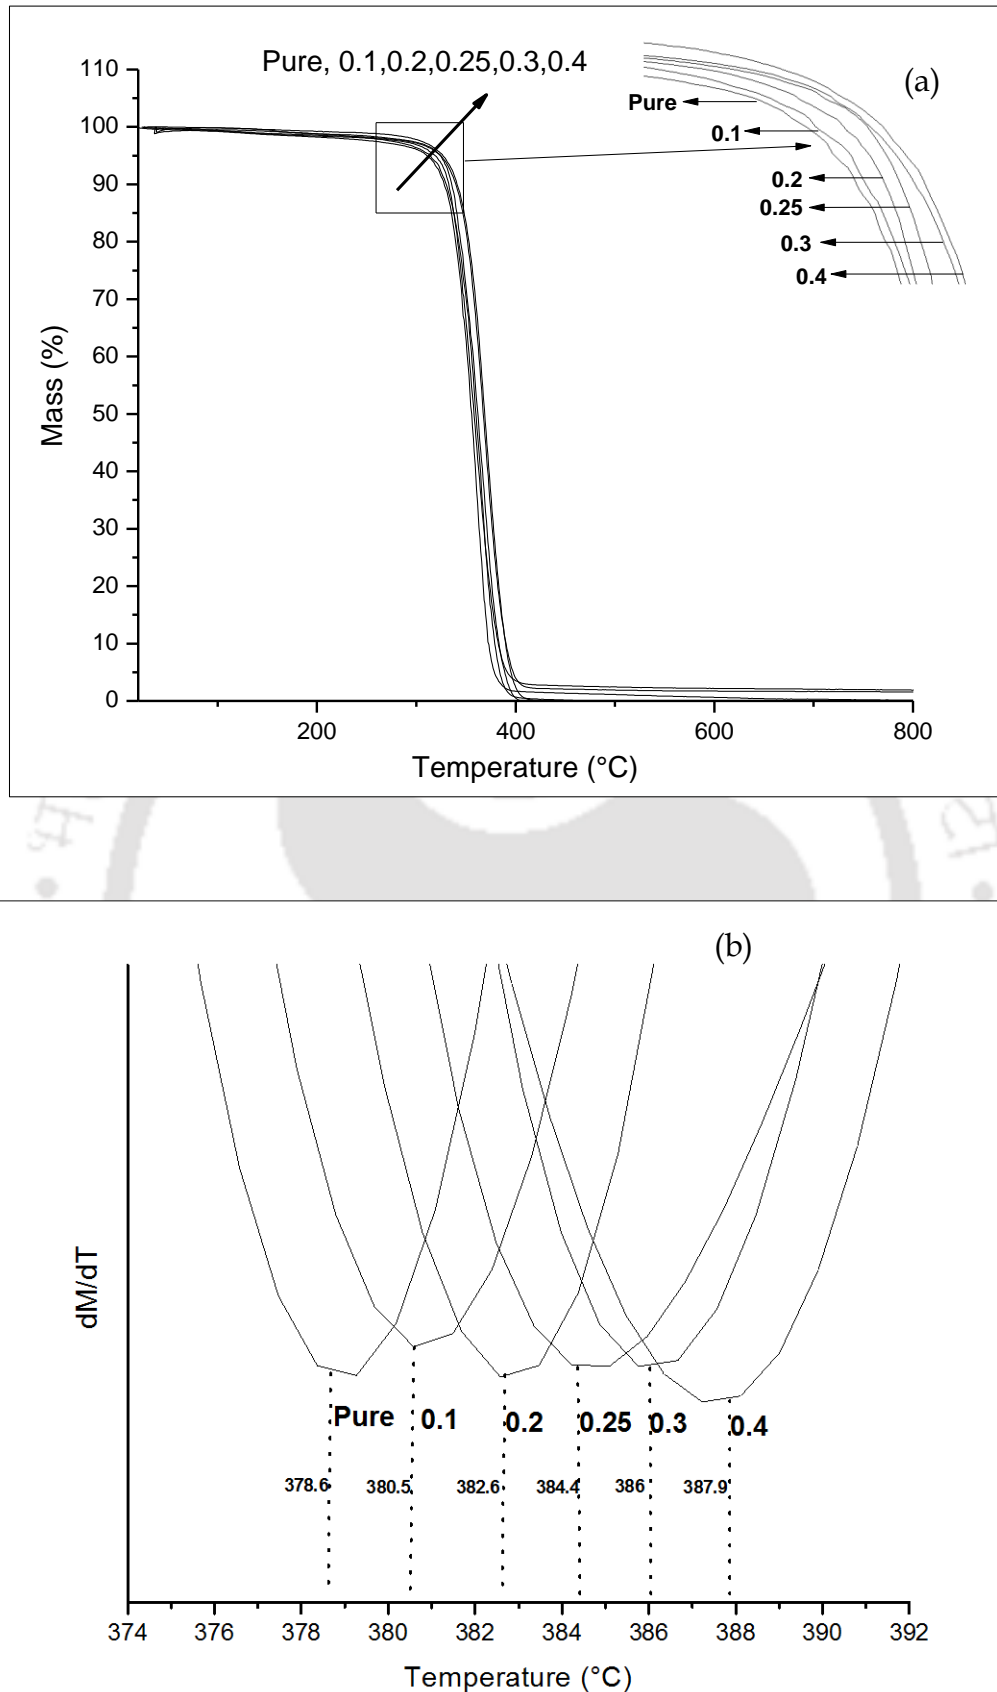 Pure, 0.1,0.2,0.25,0.3,0.4
(a)
Pure
0.1
0.2
0.25
0.3
0.4
110
100
90
80
70
60
50
40
30
20
10
0
Mass (%)
200 400 600 800
Temperature (°C)
(b)
dM/dT
Pure 0.1 0.2 0.25 0.3 0.4
378.6 380.5 382.6 384.4 386 387.9
374 376 378 380 382 384 386 388 390 392
Temperature (°C)